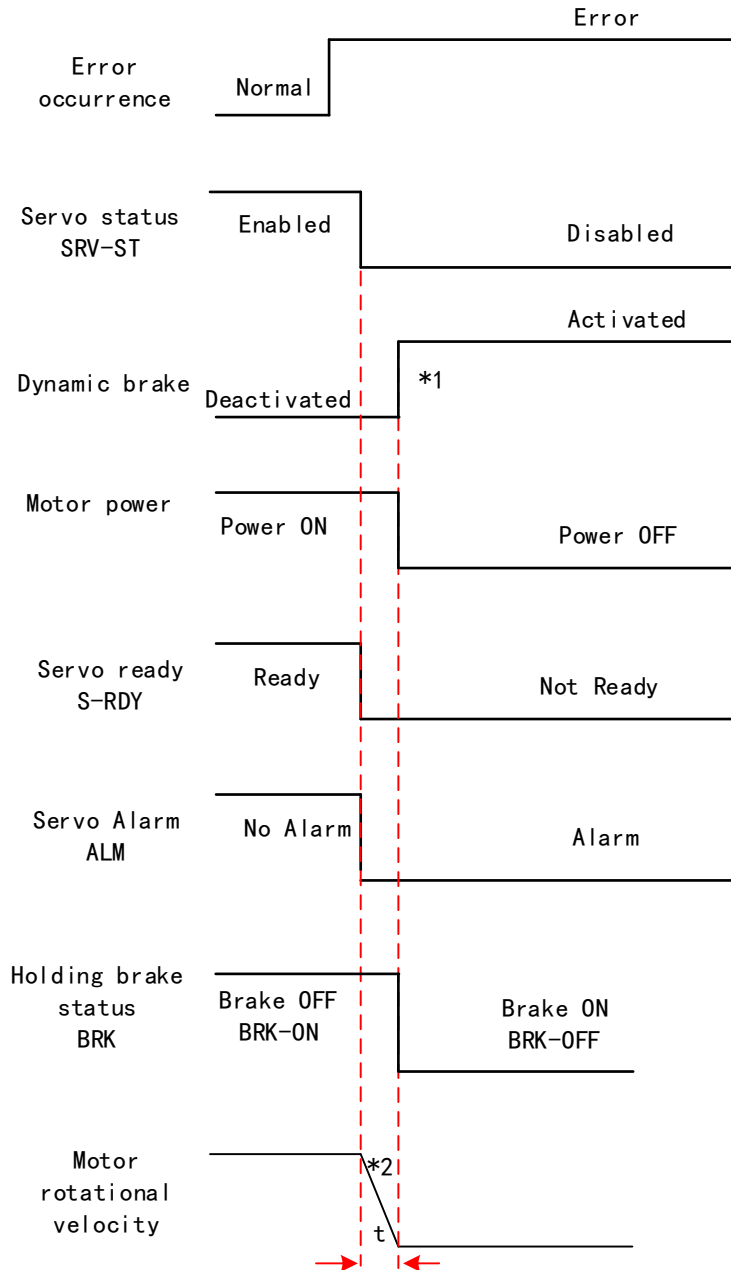 Error
Error
occurrence
Normal
Servo status
SRV-ST
Enabled
Disabled
Activated
Dynamic brake
*1
Deactivated
Motor power
Power ON
Power OFF
Servo ready
S-RDY
Ready
Not Ready
Servo Alarm
ALM
No Alarm
Alarm
Holding brake
status
BRK
Brake OFF
BRK-ON
Brake ON
BRK-OFF
Motor
rotational
velocity
*2
t